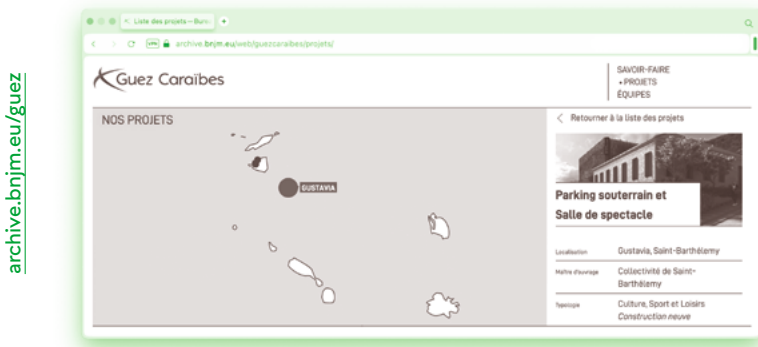 archive.bnjm.eu/guez
Liste des projets – Bure
archive.bnjm.eu/web/guezcaraibes/projets/
Guez Caraïbes
SAVOIR-FAIRE
+ PROJETS
ÉQUIPES
NOS PROJETS
GUSTAVIA
Retourner à la liste des projets
Parking souterrain et
Salle de spectacle
Localisation Gustavia, Saint-Barthélemy
Maître d'ouvrage Collectivité de Saint-
Barthélemy
Typologie Culture, Sport et Loisirs
Construction neuve